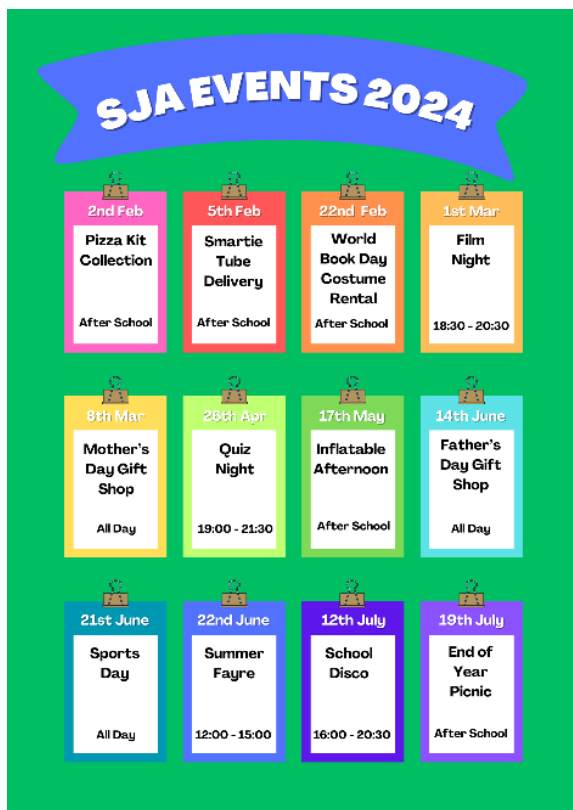 SJA EVENTS 2024
2nd Feb
Pizza Kit
Collection
After School
5th Feb
Smartie
Tube
Delivery
After School
22nd Feb
World
Book Day
Costume
Rental
After School
1st Mar
Film
Night
18:30 - 20:30
8th Mar
Mother's
Day Gift
Shop
All Day
26th Apr
Quiz
Night
19:00 - 21:30
17th May
Inflatable
Afternoon
After School
14th June
Father's
Day Gift
Shop
All Day
21st June
Sports
Day
All Day
22nd June
Summer
Fayre
12:00 - 15:00
12th July
School
Disco
16:00 - 20:30
19th July
End of
Year
Picnic
After School